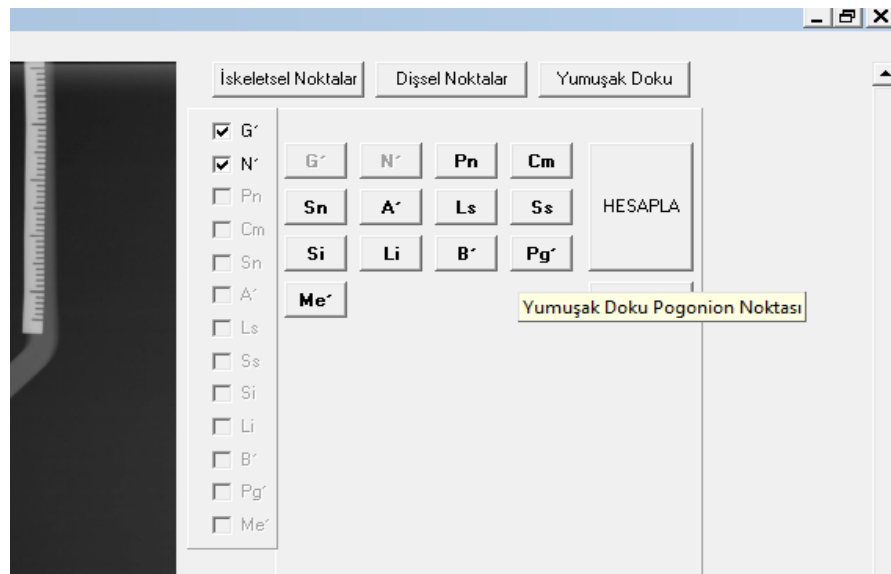 İskeletsel Noktalar Dişsel Noktalar Yumuşak Doku
G´
N´
Pn
Cm
Sn
A´
Ls
Ss
Si
Li
B´
Pg´
Me´
G´ N´ Pn Cm
Sn A´ Ls Ss
Si Li B´ Pg´
Me´
HESAPLA
Yumuşak Doku Pogonion Noktası